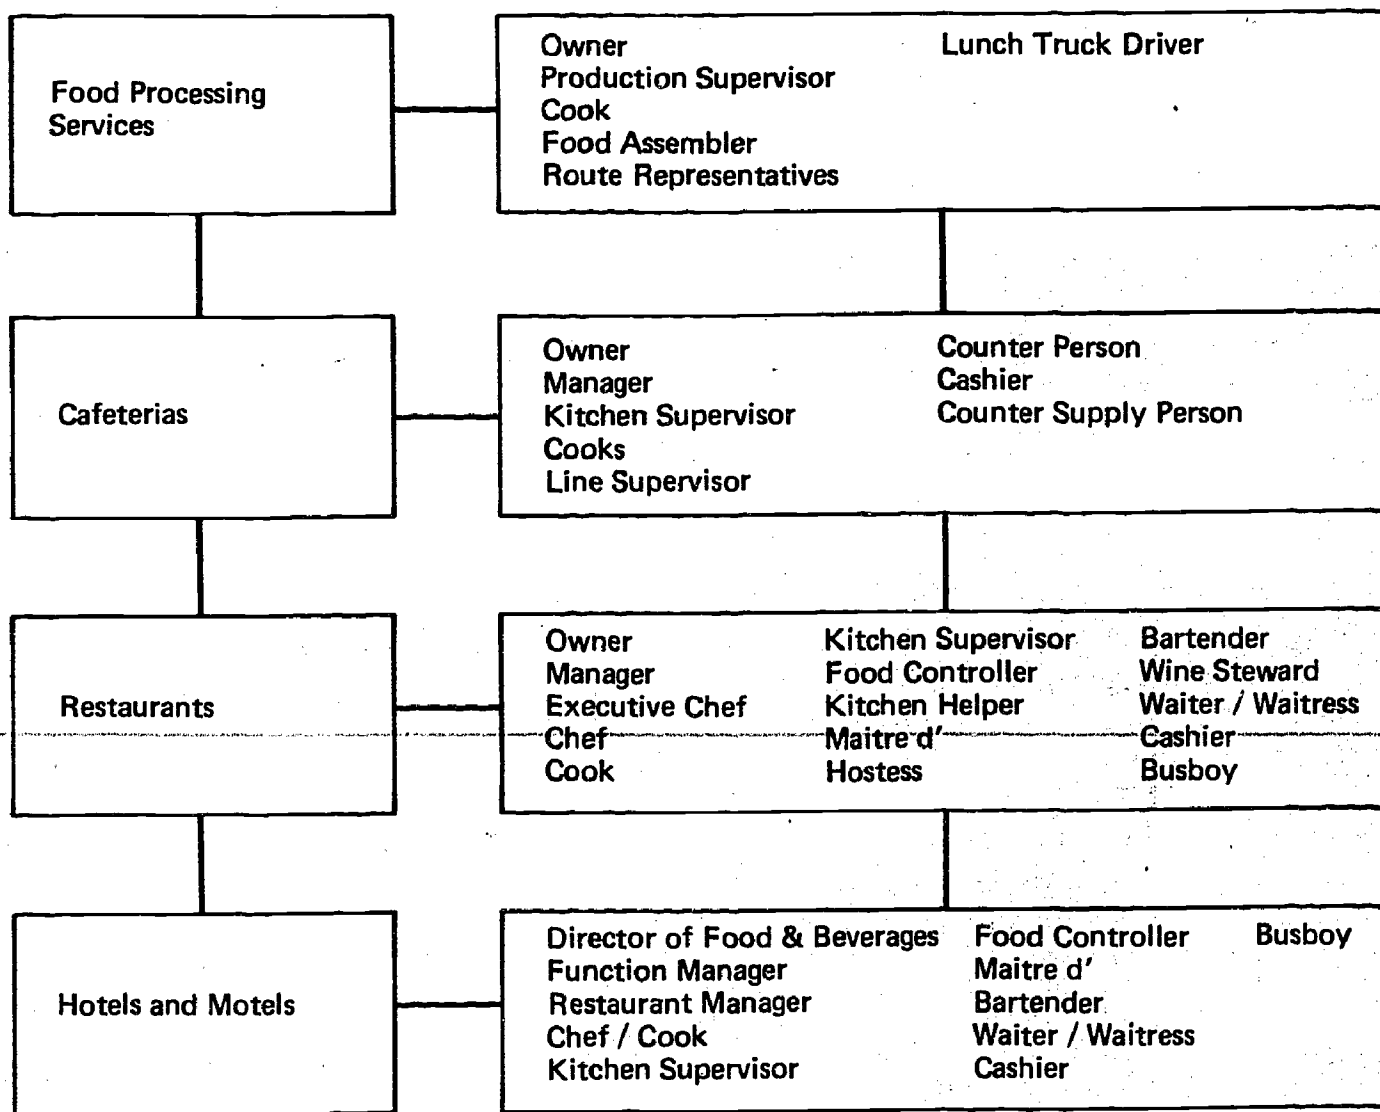 Food Processing
Services
Owner
Production Supervisor
Cook
Food Assembler
Route Representatives
Lunch Truck Driver
Cafeterias
Owner
Manager
Kitchen Supervisor
Cooks
Line Supervisor
Counter Person
Cashier
Counter Supply Person
Restaurants
Owner
Manager
Executive Chef
Chef
Cook
Kitchen Supervisor
Food Controller
Kitchen Helper
Maitre d'
Hostess
Bartender
Wine Steward
Waiter / Waitress
Cashier
Busboy
Hotels and Motels
Director of Food & Beverages
Function Manager
Restaurant Manager
Chef / Cook
Kitchen Supervisor
Food Controller
Maitre d'
Bartender
Waiter / Waitress
Cashier
Busboy